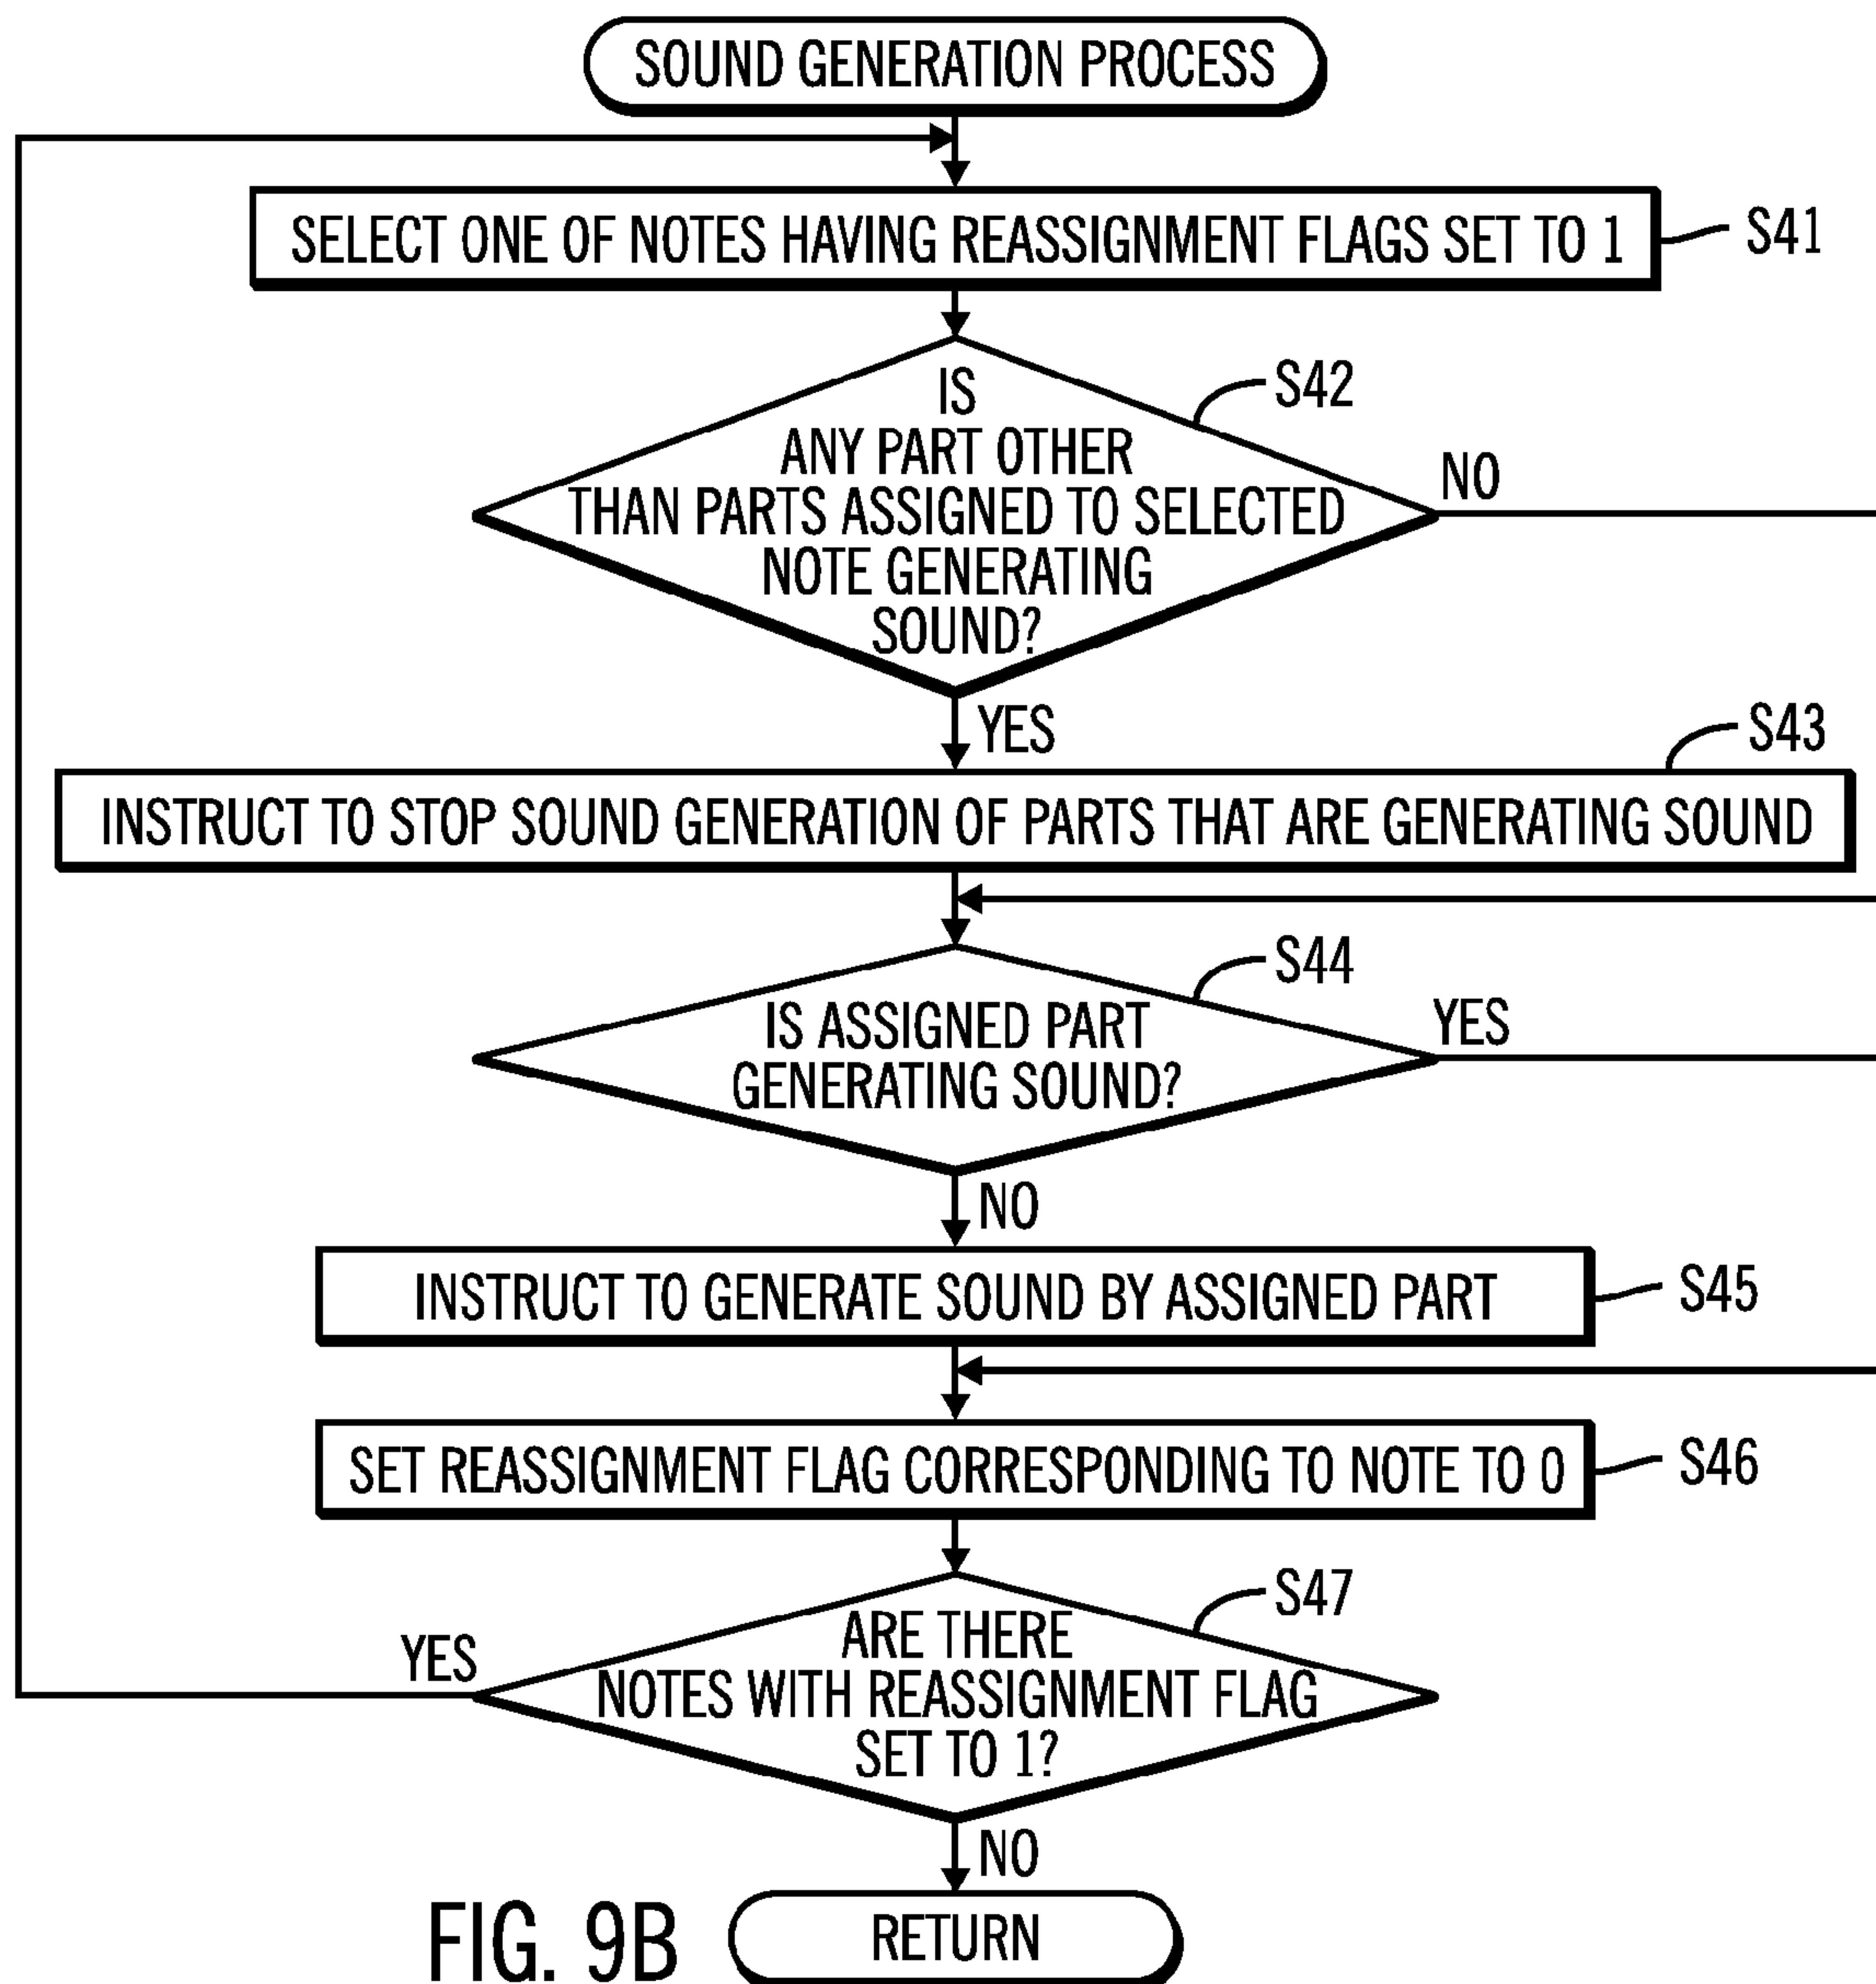 SOUND GENERATION PROCESS
SELECT ONE OF NOTES HAVING REASSIGNMENT FLAGS SET TO 1
S41
IS
ANY PART OTHER
THAN PARTS ASSIGNED TO SELECTED
NOTE GENERATING
SOUND?
S42
NO
YES
S43
INSTRUCT TO STOP SOUND GENERATION OF PARTS THAT ARE GENERATING SOUND
S44
IS ASSIGNED PART
GENERATING SOUND?
YES
NO
INSTRUCT TO GENERATE SOUND BY ASSIGNED PART
S45
SET REASSIGNMENT FLAG CORRESPONDING TO NOTE TO 0
S46
S47
ARE THERE
NOTES WITH REASSIGNMENT FLAG
SET TO 1?
YES
NO
RETURN
FIG. 9B